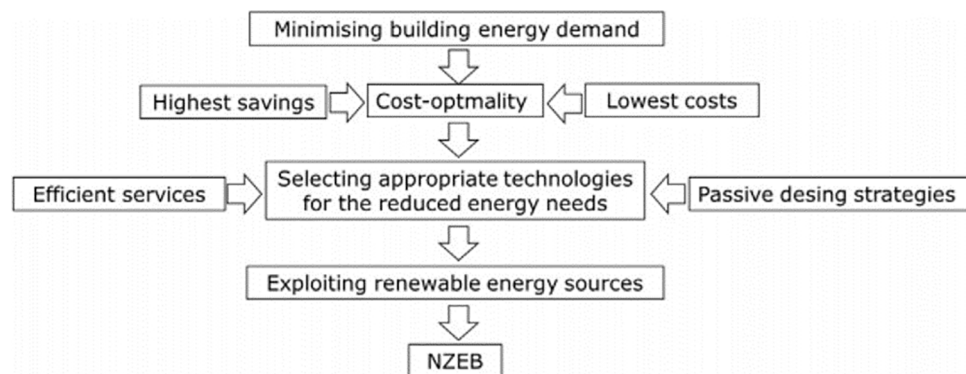 Minimising building energy demand
Highest savings
Cost-optmality
Lowest costs
Efficient services
Selecting appropriate technologies
for the reduced energy needs
Passive desing strategies
Exploiting renewable energy sources
NZEB